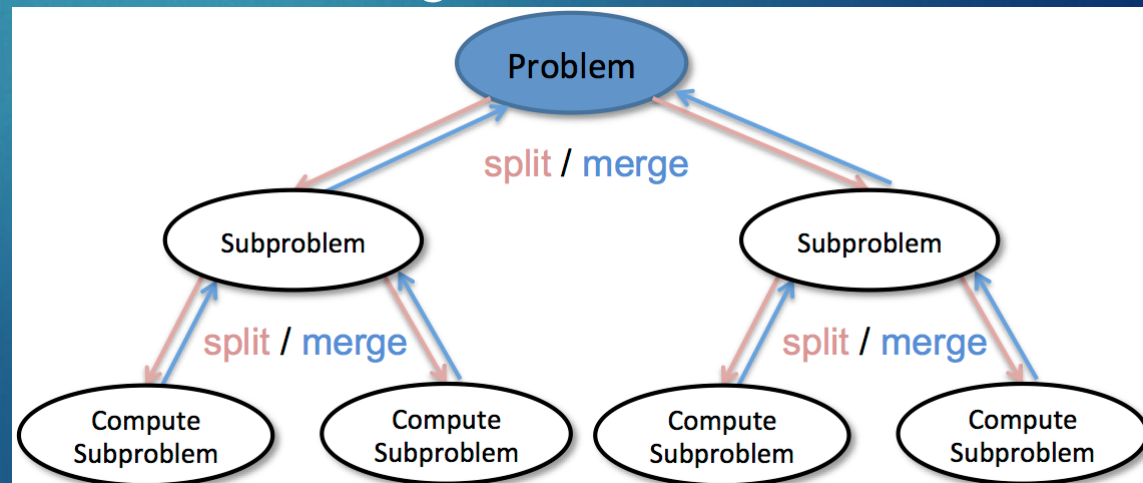 Problem
split / merge
Subproblem
Subproblem
split / merge
split / merge
Compute
Subproblem
Compute
Subproblem
Compute
Subproblem
Compute
Subproblem